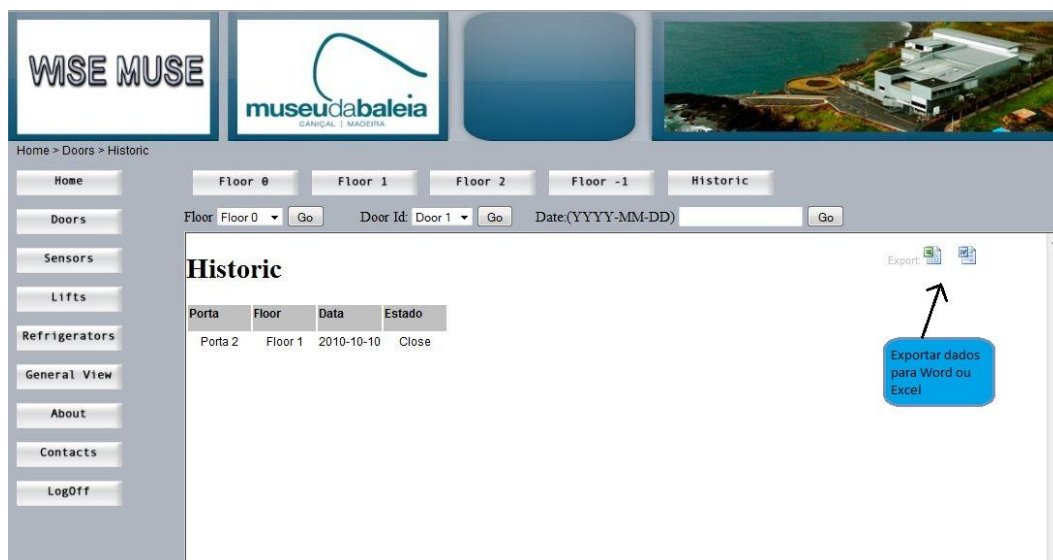 WISE MUSE
museudabaleia
CANIÇAL | MADEIRA
Home > Doors > Historic
Home
Floor 0
Floor 1
Floor 2
Floor -1
Historic
Doors
Floor Floor 0 Go Door Id: Door 1 Go Date:(YYYY-MM-DD) Go
Sensors
Lifts
Refrigerators
General View
About
Contacts
LogOff
Historic
Export:
Porta Floor Data Estado
Porta 2 Floor 1 2010-10-10 Close
Exportar dados
para Word ou
Excel